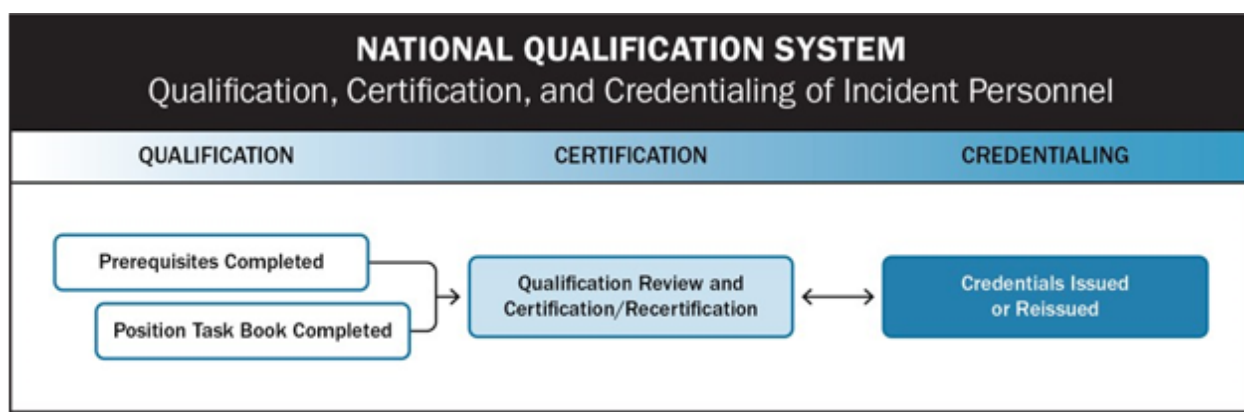 NATIONAL QUALIFICATION SYSTEM
Qualification, Certification, and Credentialing of Incident Personnel
QUALIFICATION
CERTIFICATION
CREDENTIALING
Prerequisites Completed
Position Task Book Completed
Qualification Review and
Certification/Recertification
Credentials Issued
or Reissued